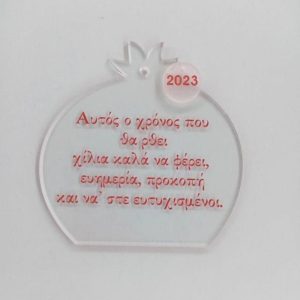 2023
Αυτός ο χρόνος που
θα ρθει
χίλια καλά να φέρει,
ευημερία, προκοπή
και να' στε ευτυχισμένοι.